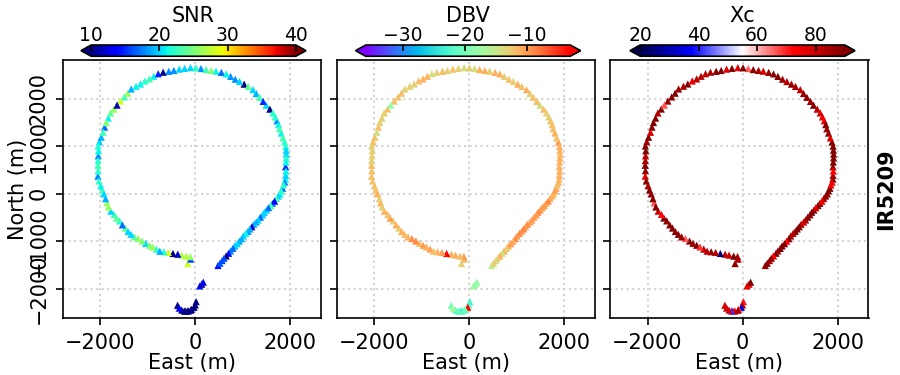 SNR DBV Xc
10 20 30 40 −30 −20 −10 20 40 60 80
North (m)
2000
1000
0
−1000
−2000
−2000 0 2000 −2000 0 2000 −2000 0 2000
East (m) East (m) East (m)
IR5209